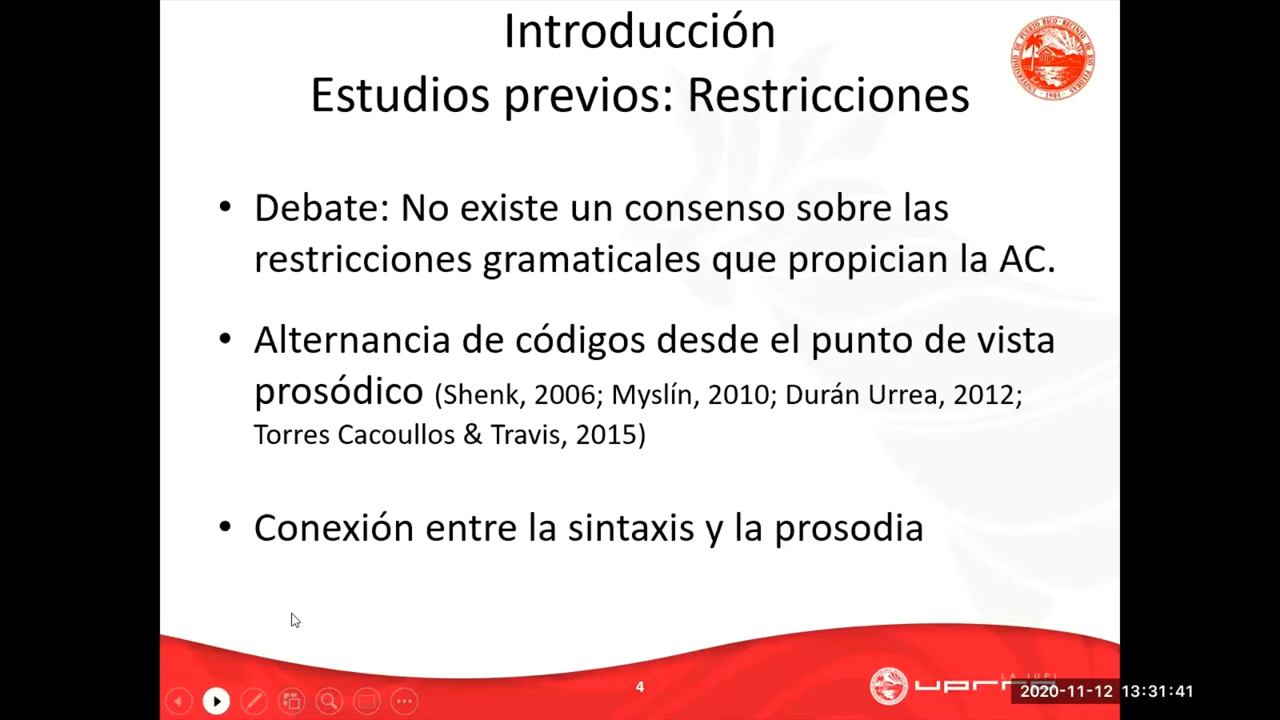 Introducción
Estudios previos: Restricciones
• Debate: No existe un consenso sobre las
restricciones gramaticales que propician la AC.
• Alternancia de códigos desde el punto de vista
prosódico (Shenk, 2006; Myslín, 2010; Durán Urrea, 2012;
Torres Cacoullos & Travis, 2015)
• Conexión entre la sintaxis y la prosodia
4
LA IUPI
2020-11-12 13:31:41